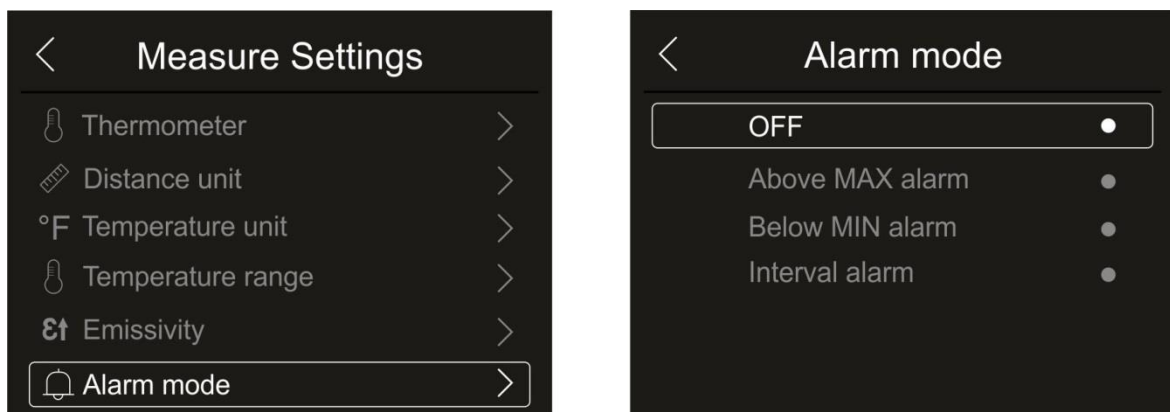 Measure Settings
Thermometer
Distance unit
°F Temperature unit
Temperature range
Ɛ↑ Emissivity
Alarm mode
Alarm mode
OFF
Above MAX alarm
Below MIN alarm
Interval alarm